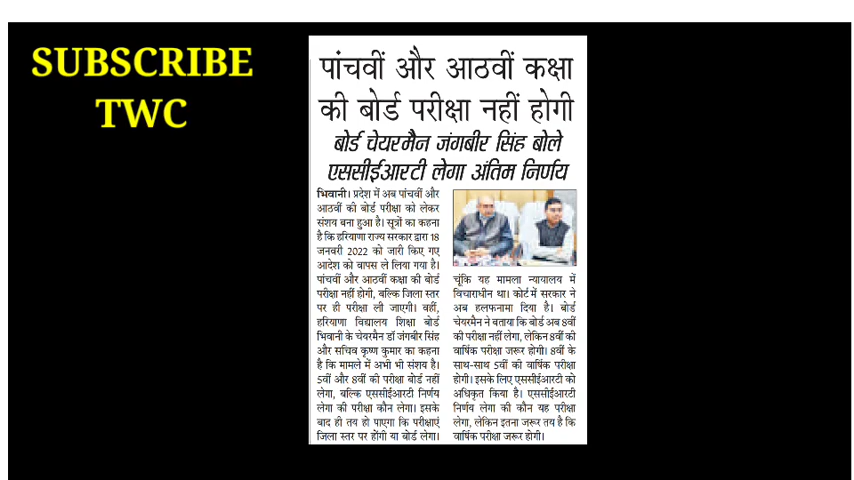 SUBSCRIBE
TWC
पांचवीं और आठवीं कक्षा
की बोर्ड परीक्षा नहीं होगी
बोर्ड चेयरमैन जंगबीर सिंह बोले
एससीईआरटी लेगा अंतिम निर्णय
भिवानी। प्रदेश में अब पांचवीं और
आठवीं की बोर्ड परीक्षा को लेकर
संशय बना हुआ है। सूत्रों का कहना
है कि हरियाणा राज्य सरकार द्वारा 18
जनवरी 2022 को जारी किए गए
आदेश को वापस ले लिया गया है।
पांचवीं और आठवीं कक्षा की बोर्ड
परीक्षा नहीं होगी, बल्कि जिला स्तर
पर ही परीक्षा ली जाएगी। वहीं,
हरियाणा विद्यालय शिक्षा बोर्ड
भिवानी के चेयरमैन डॉ जंगबीर सिंह
और सचिव कृष्ण कुमार का कहना
है कि मामले में अभी भी संशय है।
5वीं और 8वीं की परीक्षा बोर्ड नहीं
लेगा, बल्कि एससीईआरटी निर्णय
लेगा की परीक्षा कौन लेगा। इसके
बाद ही तय हो पाएगा कि परीक्षाएं
जिला स्तर पर होंगी या बोर्ड लेगा।
चूंकि यह मामला न्यायालय में
विचाराधीन था। कोर्ट में सरकार ने
अब हलफनामा दिया है। बोर्ड
चेयरमैन ने बताया कि बोर्ड अब 8वीं
की परीक्षा नहीं लेगा, लेकिन 8वीं की
वार्षिक परीक्षा जरूर होगी। 8वीं के
साथ-साथ 5वीं की वार्षिक परीक्षा
होगी। इसके लिए एससीईआरटी को
अधिकृत किया है। एससीईआरटी
निर्णय लेगा की कौन यह परीक्षा
लेगा, लेकिन इतना जरूर तय है कि
वार्षिक परीक्षा जरूर होगी।